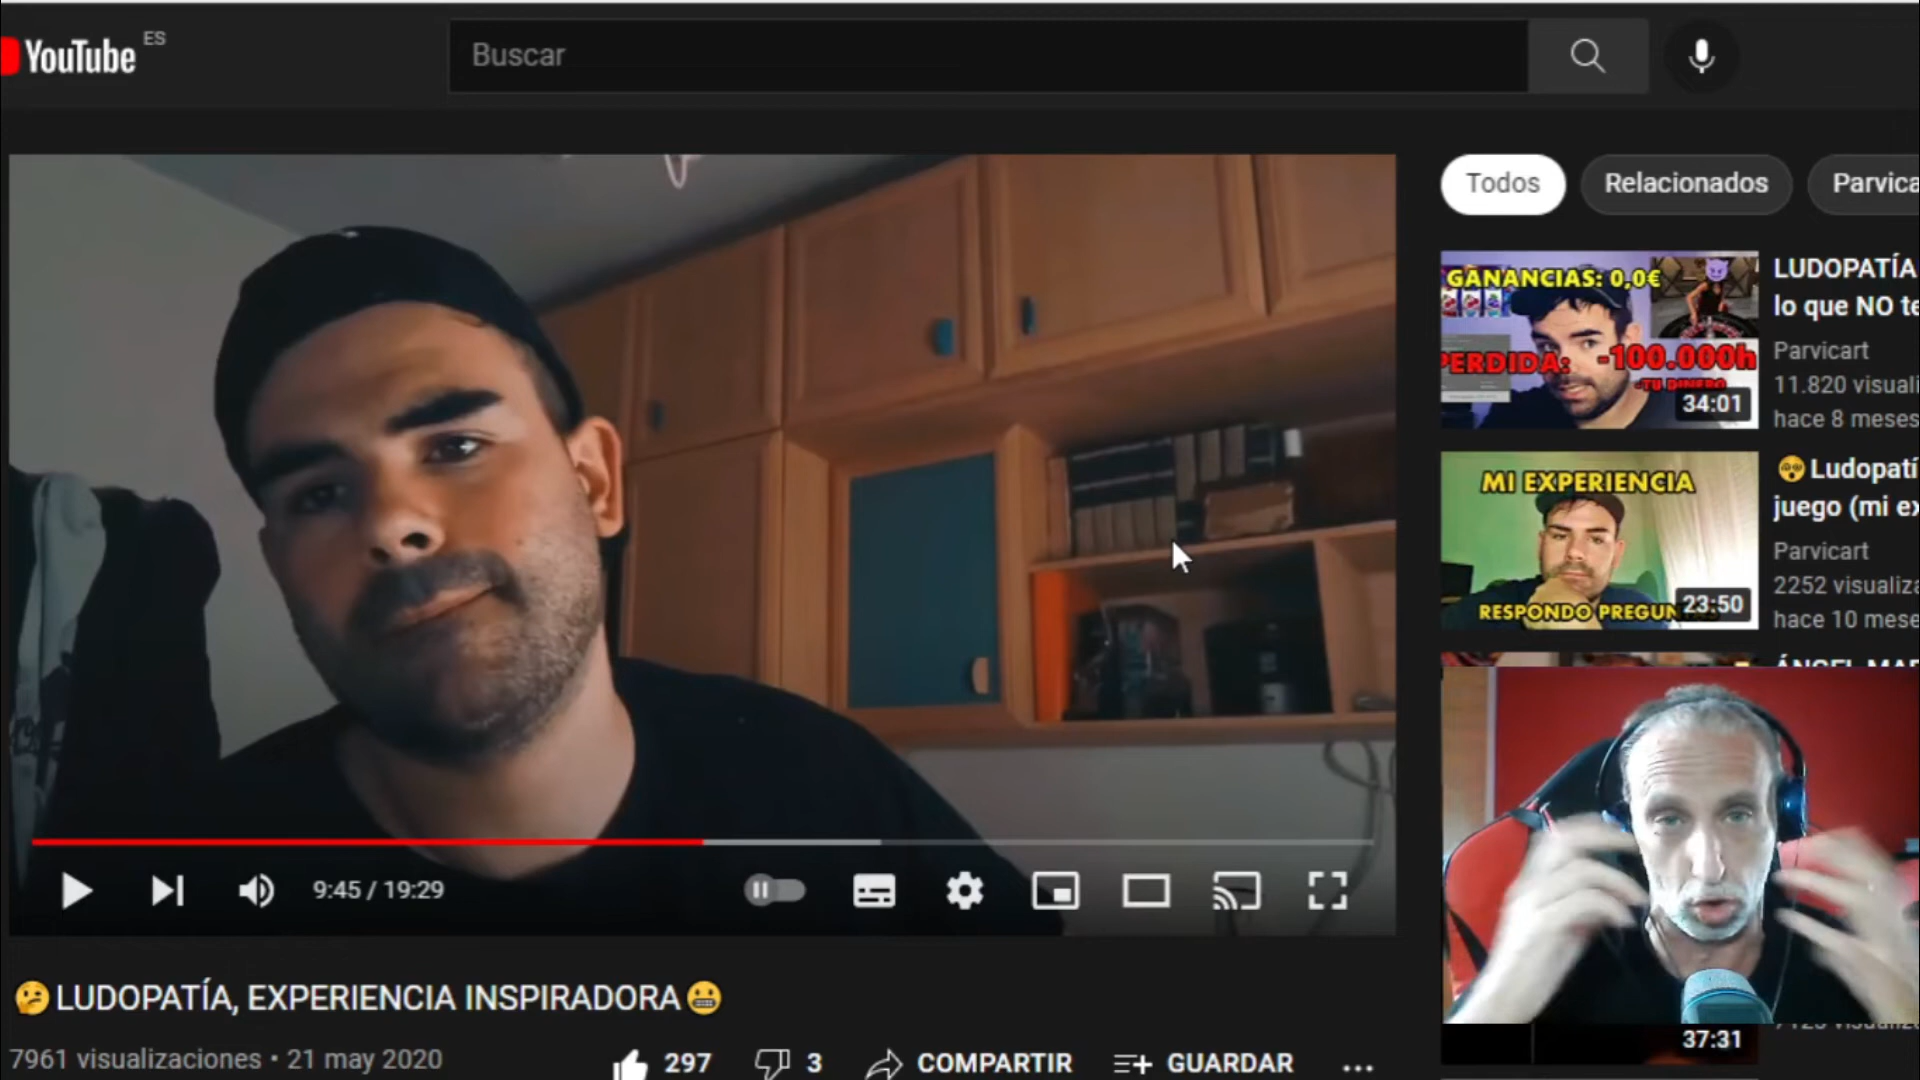 YouTube ES
Buscar
Todos
Relacionados
Parvica
GANANCIAS: 0,0€
PERDIDA: -100.000h
-TU DINERO
34:01
LUDOPATÍA
lo que NO te
Parvicart
11.820 visuali
hace 8 meses
MI EXPERIENCIA
RESPONDO PREGUN
23:50
Ludopatí
juego (mi ex
Parvicart
2252 visualiza
hace 10 mese
9:45 / 19:29
🤔LUDOPATÍA, EXPERIENCIA INSPIRADORA😬
7961 visualizaciones • 21 may 2020
297
3
COMPARTIR
GUARDAR
37:31